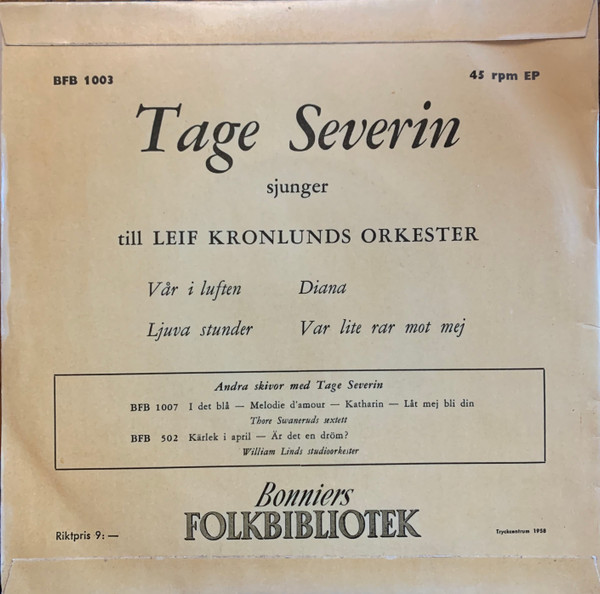 BFB 1003 45 rpm EP
Tage Severin
sjunger
till LEIF KRONLUNDS ORKESTER
Vår i luften Diana
Ljuva stunder Var lite rar mot mej
Andra skivor med Tage Severin
BFB 1007 I det blå — Melodie d'amour — Katharin — Låt mej bli din
Thore Swaneruds sextett
BFB 502 Kärlek i april — Är det en dröm?
William Linds studioorkester
Bonniers
FOLKBIBLIOTEK
Riktpris 9: — Tryckcentrum 1958